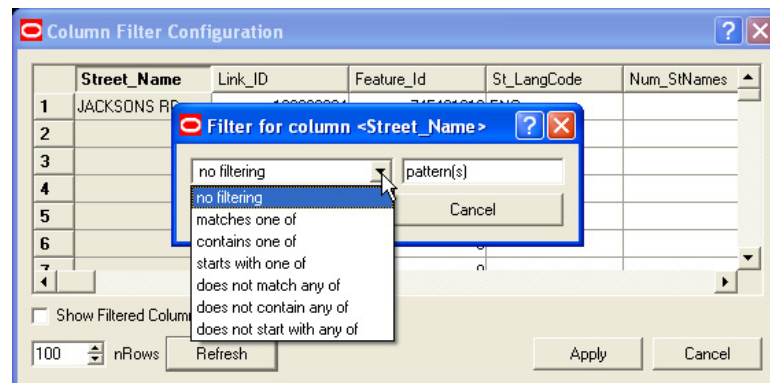 Column Filter Configuration
Street_Name Link_ID Feature_Id St_LangCode Num_StNames
1 JACKSONS RD
2
3
4
5
6
7
Filter for column <Street_Name>
no filtering pattern(s)
no filtering
matches one of
contains one of
starts with one of
does not match any of
does not contain any of
does not start with any of
Cancel
Show Filtered Colum
100 nRows Refresh Apply Cancel